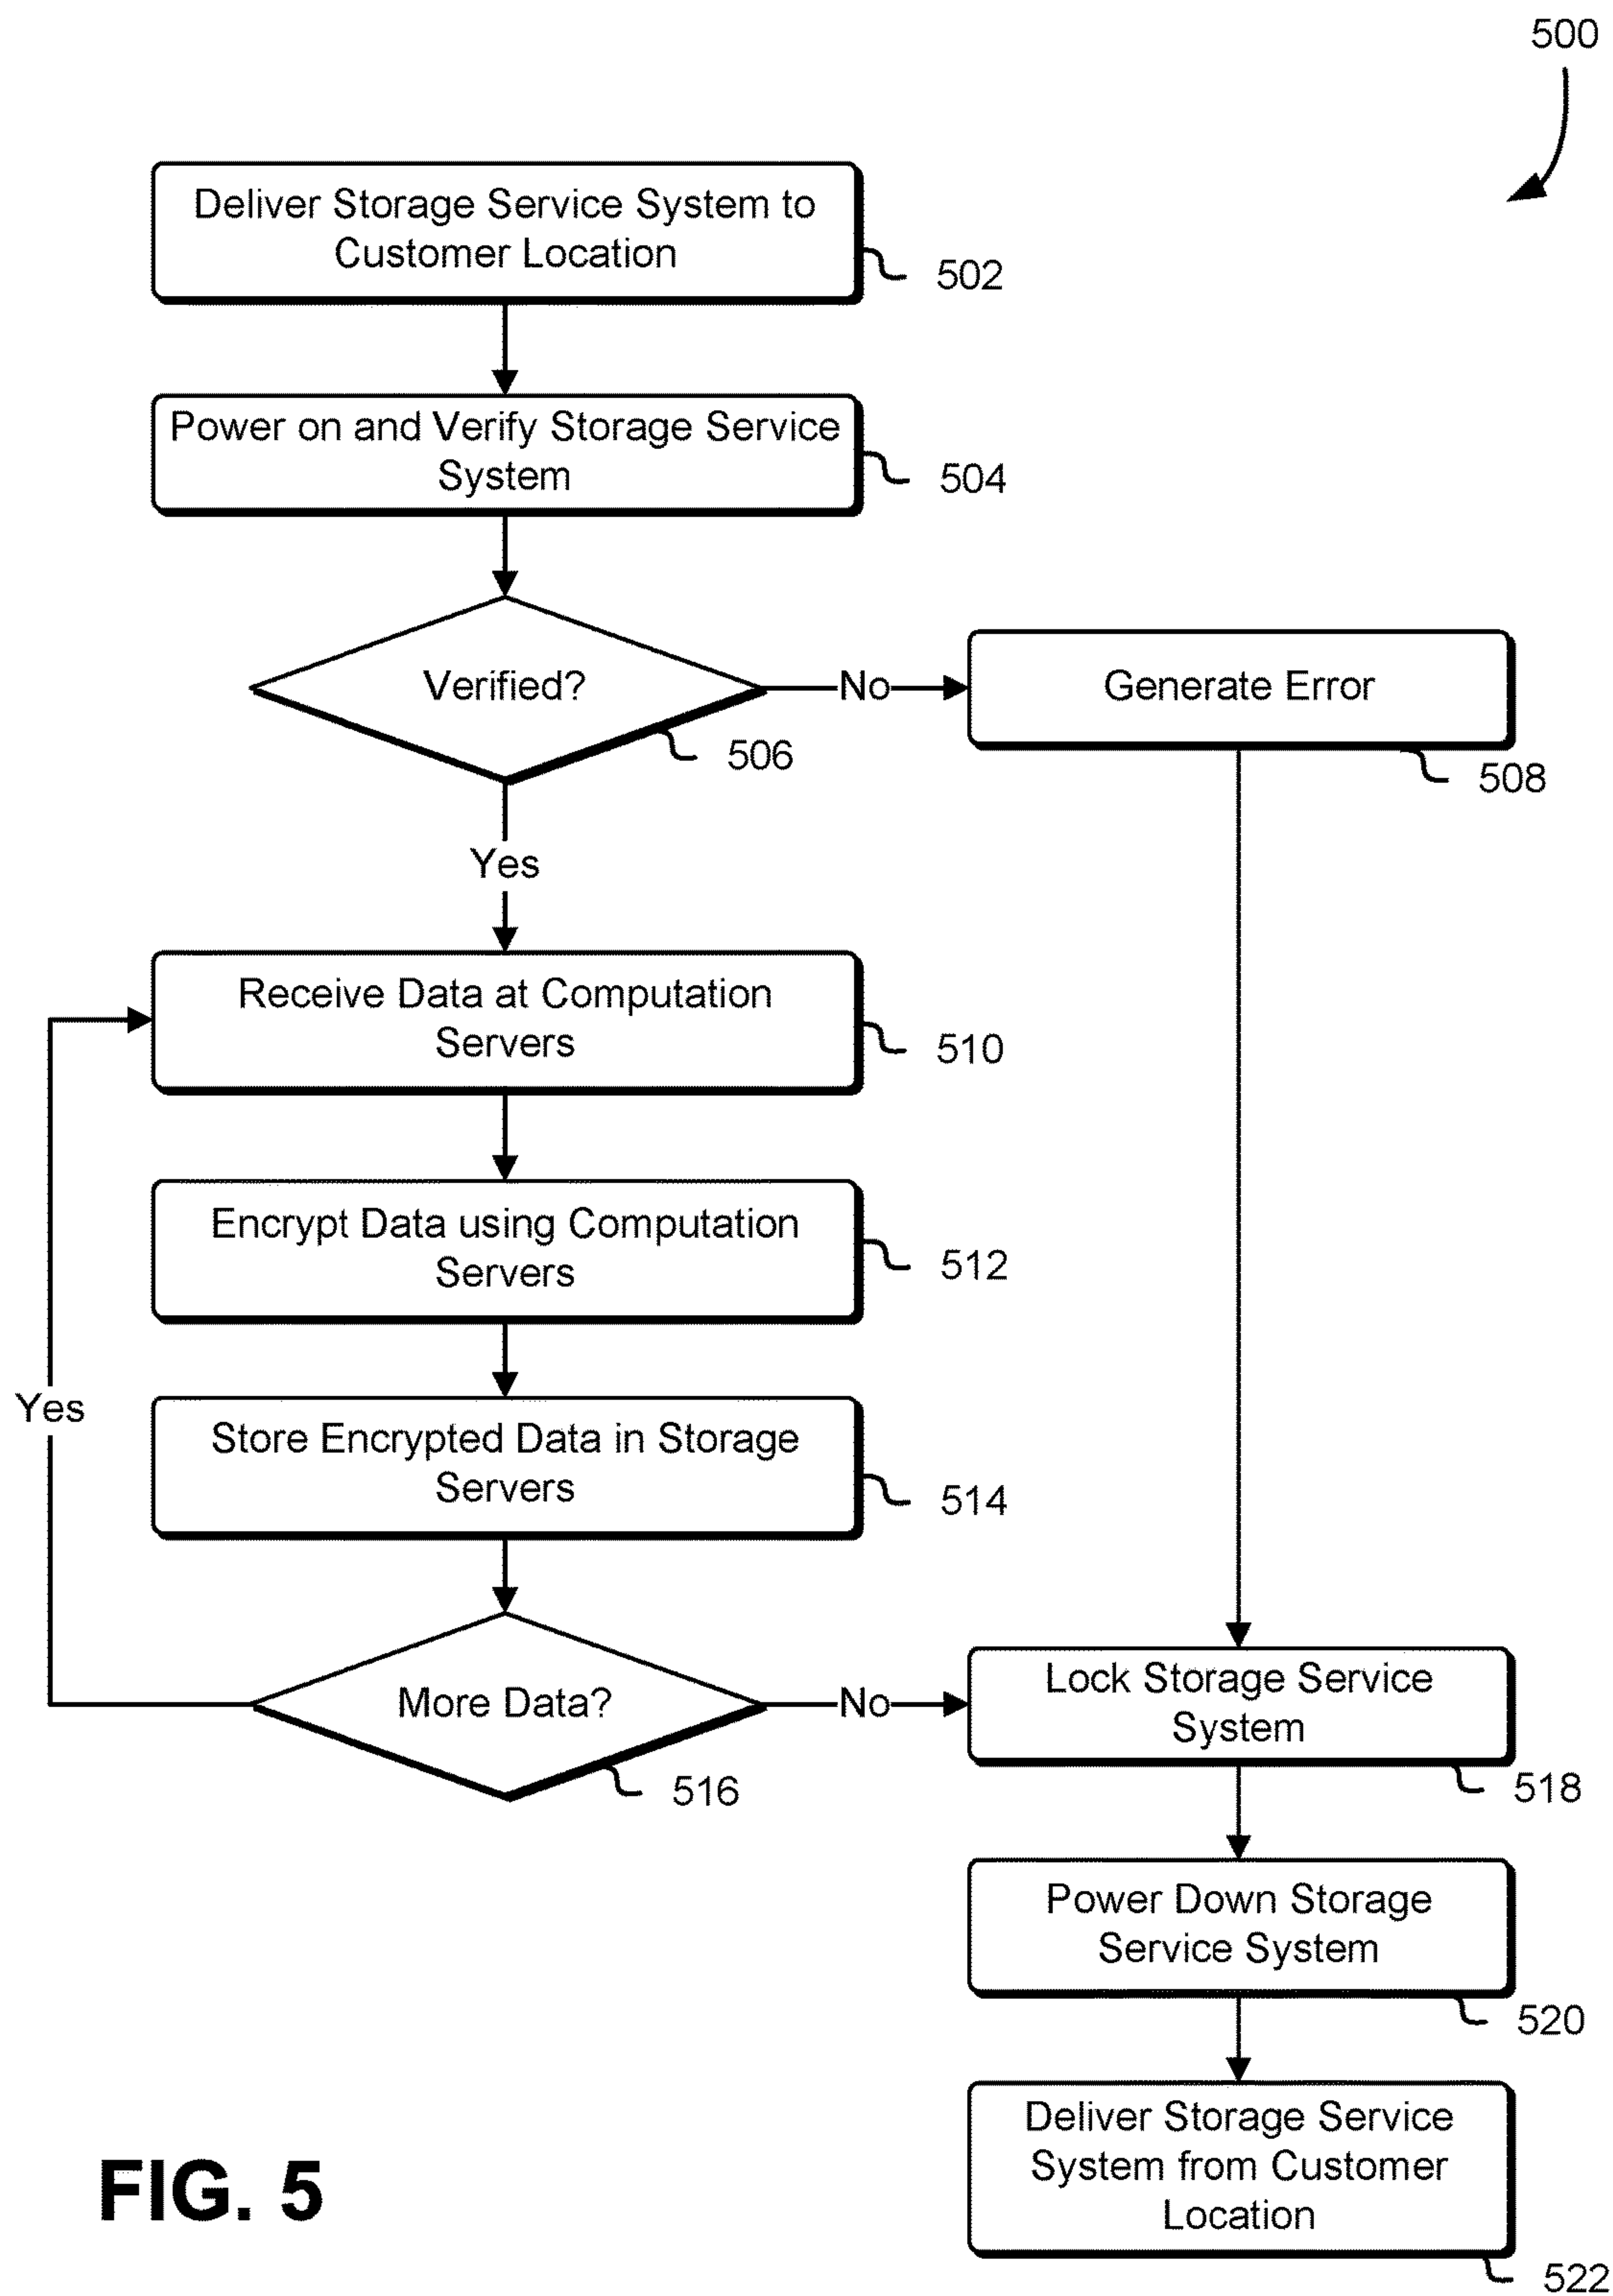 500
Deliver Storage Service System to
Customer Location
502
Power on and Verify Storage Service
System
504
Verified?
No
Generate Error
506
508
Yes
Receive Data at Computation
Servers
510
Encrypt Data using Computation
Servers
512
Yes
Store Encrypted Data in Storage
Servers
514
More Data?
No
Lock Storage Service
System
516
518
Power Down Storage
Service System
520
Deliver Storage Service
System from Customer
Location
522
FIG. 5